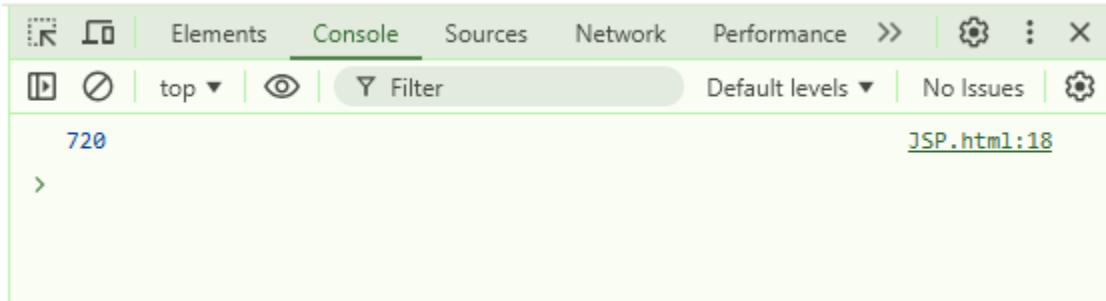 Elements Console Sources Network Performance
top Filter Default levels No Issues
720 JSP.html:18